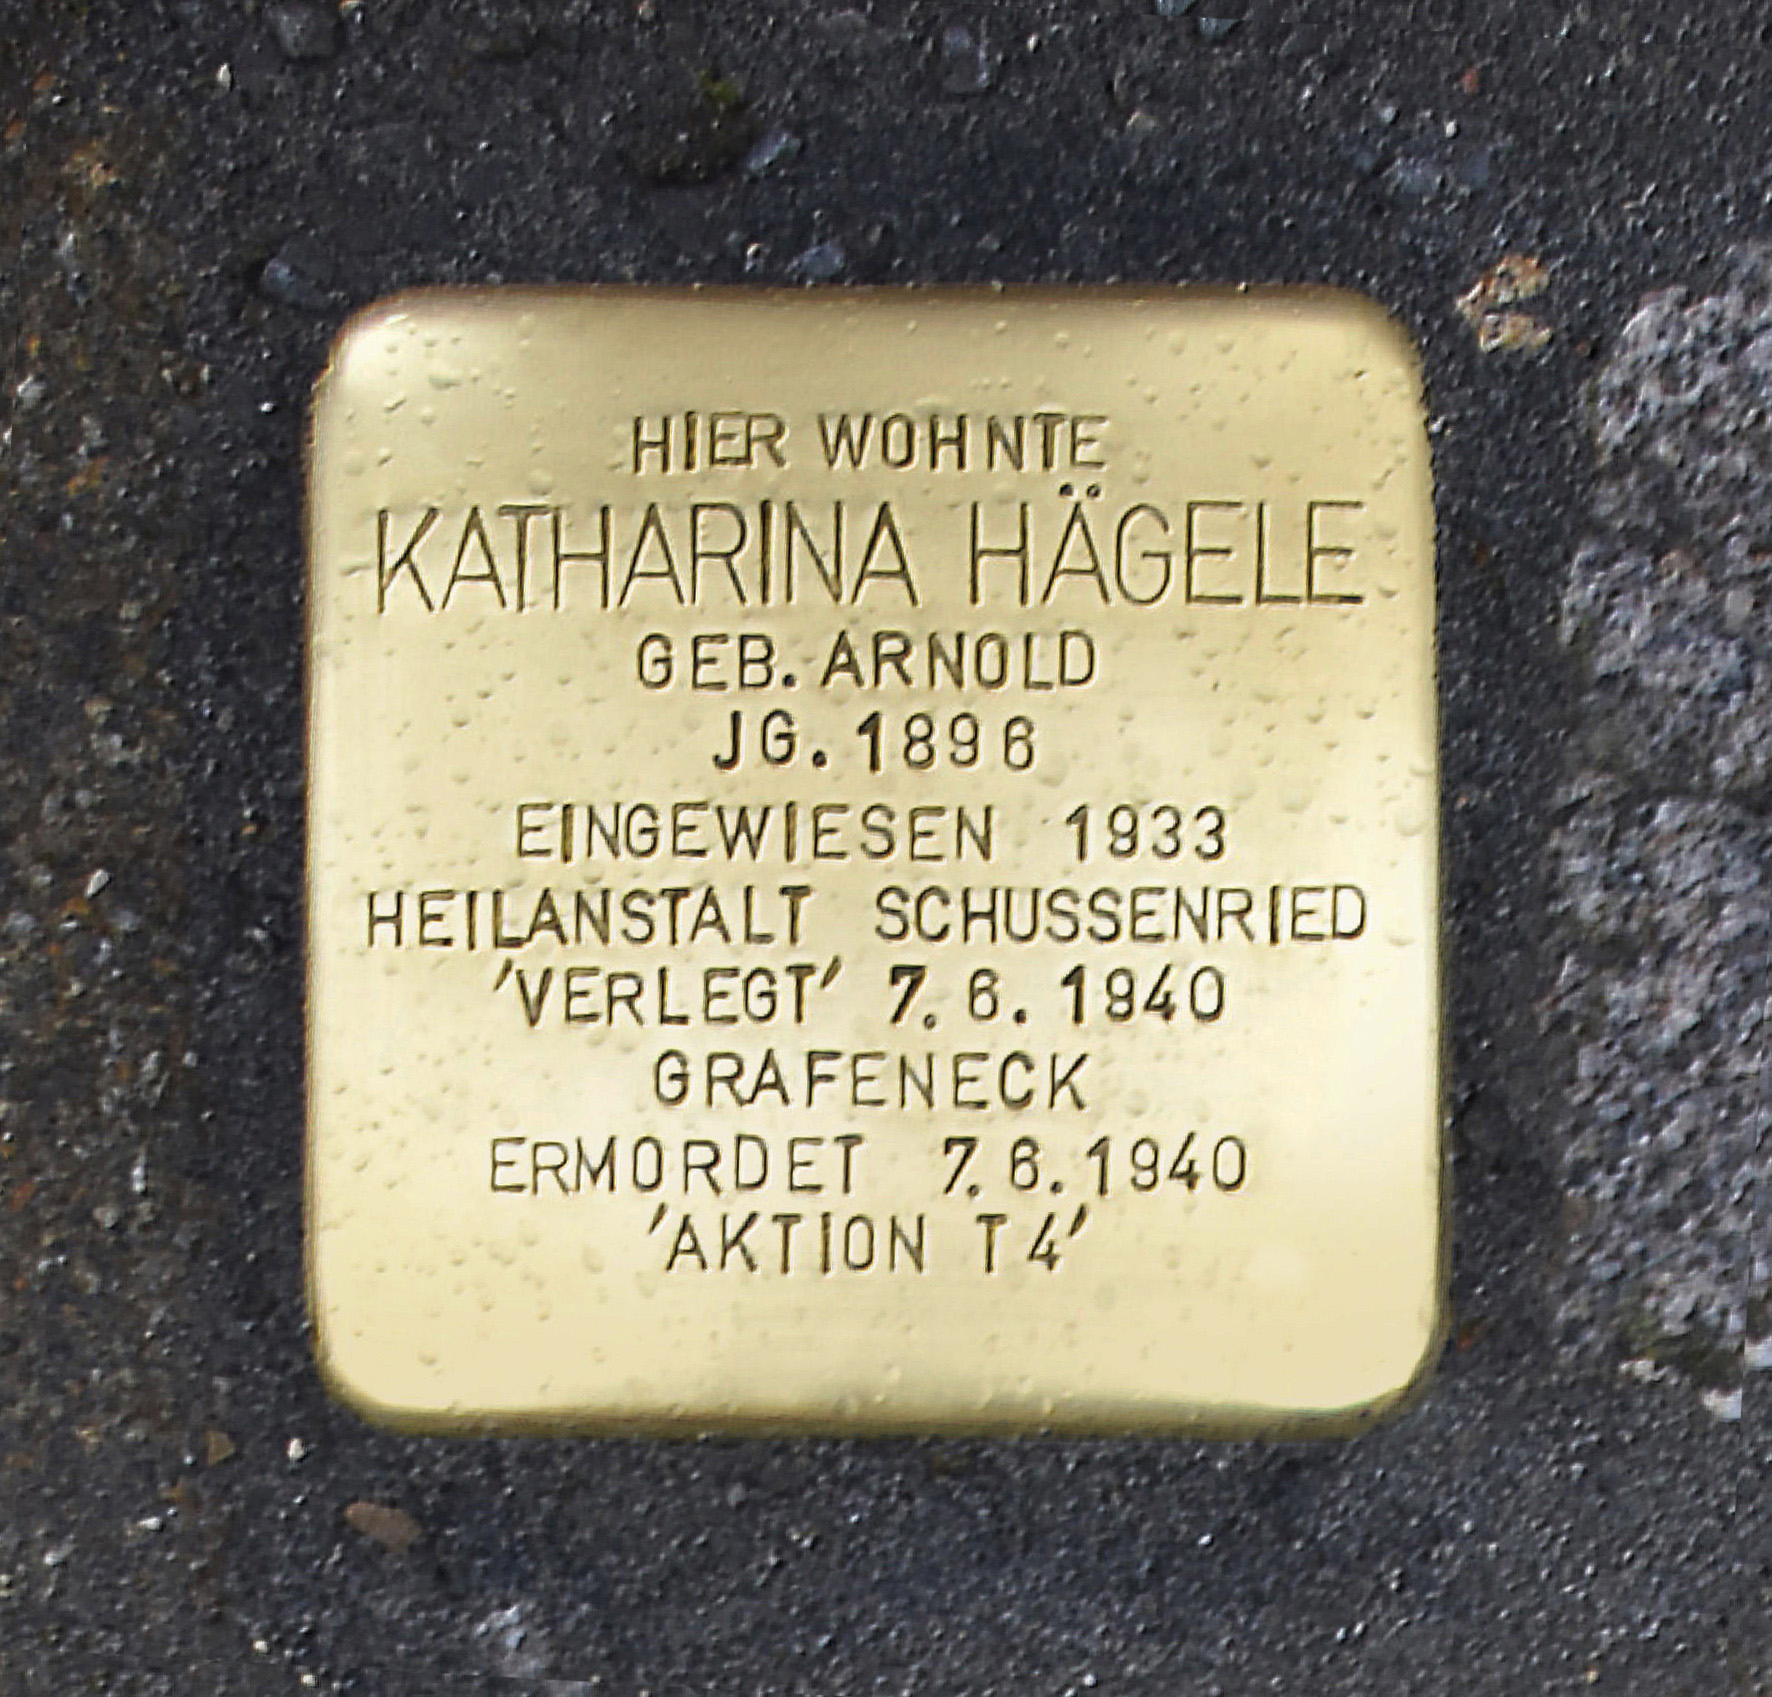 HIER WOHNTE
KATHARINA HÄGELE
GEB. ARNOLD
JG. 1896
EINGEWIESEN 1933
HEILANSTALT SCHUSSENRIED
'VERLEGT' 7.6.1940
GRAFENECK
ERMORDET 7.6.1940
'AKTION T4'